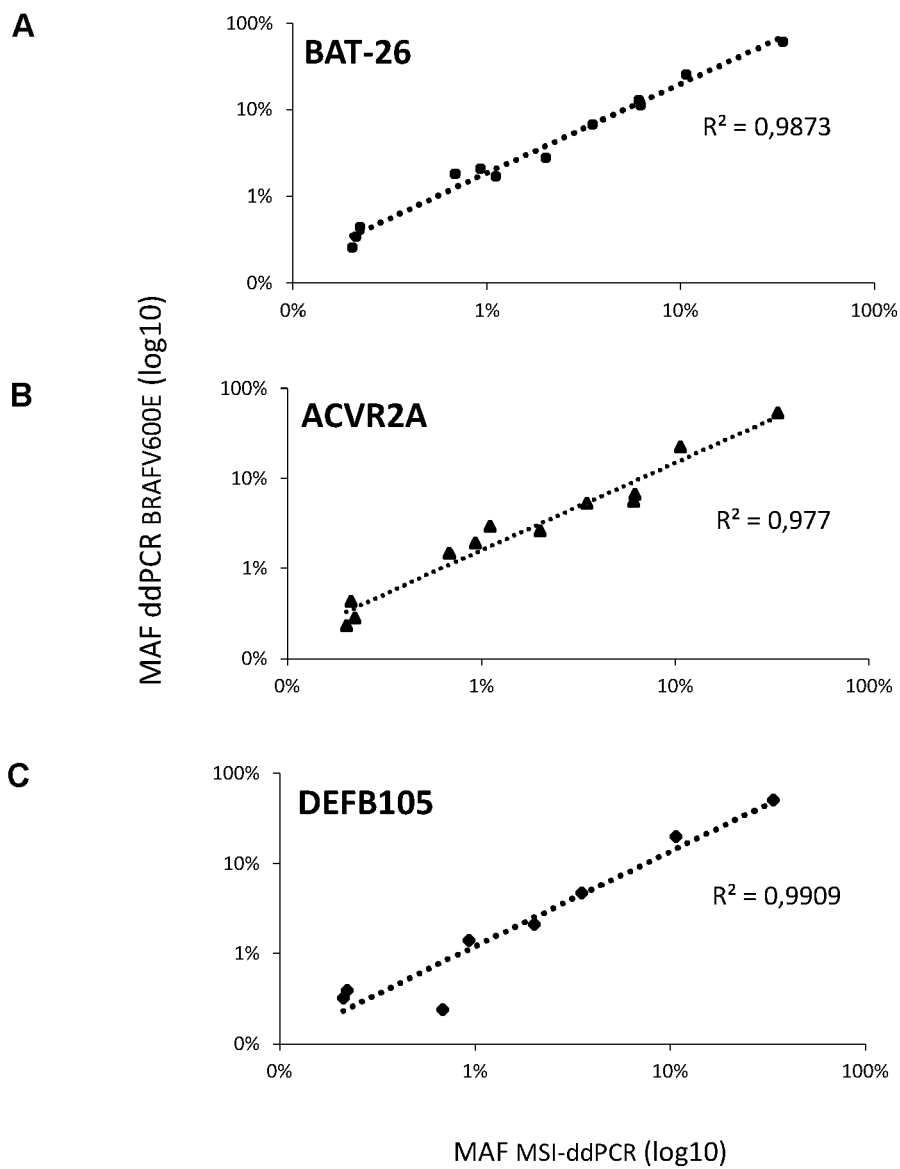 A
100%
BAT-26
10%
R² = 0,9873
1%
0%
0% 1% 10% 100%
MAF ddPCR BRAFV600E (log10)
B
100%
ACVR2A
10%
R² = 0,977
1%
0%
0% 1% 10% 100%
C
100%
DEFB105
10%
R² = 0,9909
1%
0%
0% 1% 10% 100%
MAF MSI-ddPCR (log10)